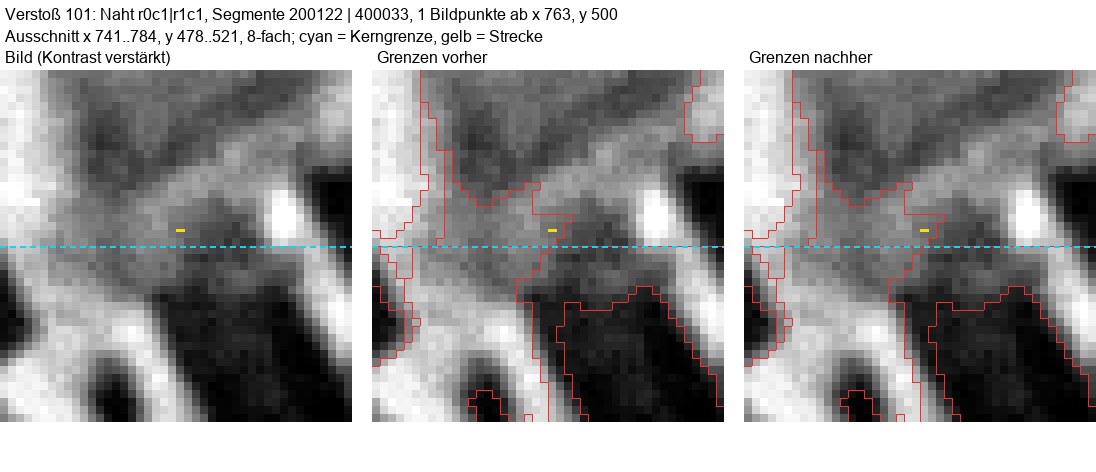 Verstoß 101: Naht r0c1|r1c1, Segmente 200122 | 400033, 1 Bildpunkte ab x 763, y 500
Ausschnitt x 741..784, y 478..521, 8-fach; cyan = Kerngrenze, gelb = Strecke
Bild (Kontrast verstärkt)
Grenzen vorher
Grenzen nachher